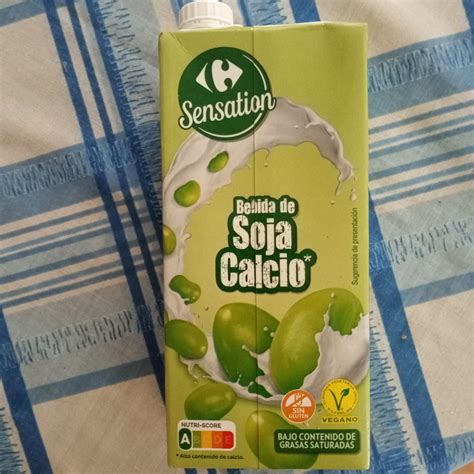 Sensation
Bebida de
Soja
Calcio*
Sugerencia de presentación
SIN
GLUTEN
VEGANO
NUTRI-SCORE
A B C D E
BAJO CONTENIDO DE
GRASAS SATURADAS
* Alto contenido de calcio.